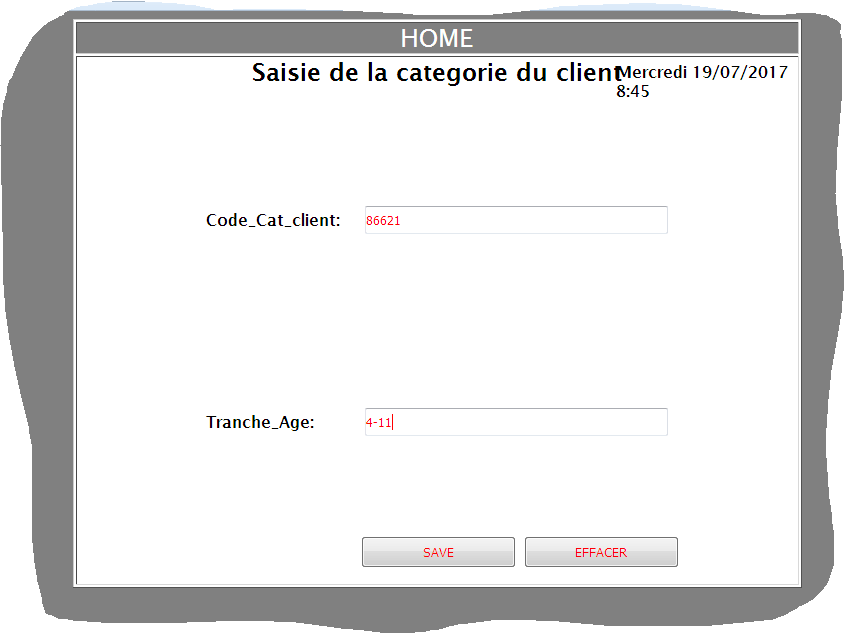 HOME
Saisie de la categorie du client
Mercredi 19/07/2017
8:45
Code_Cat_client: 86621
Tranche_Age: 4-11
SAVE EFFACER